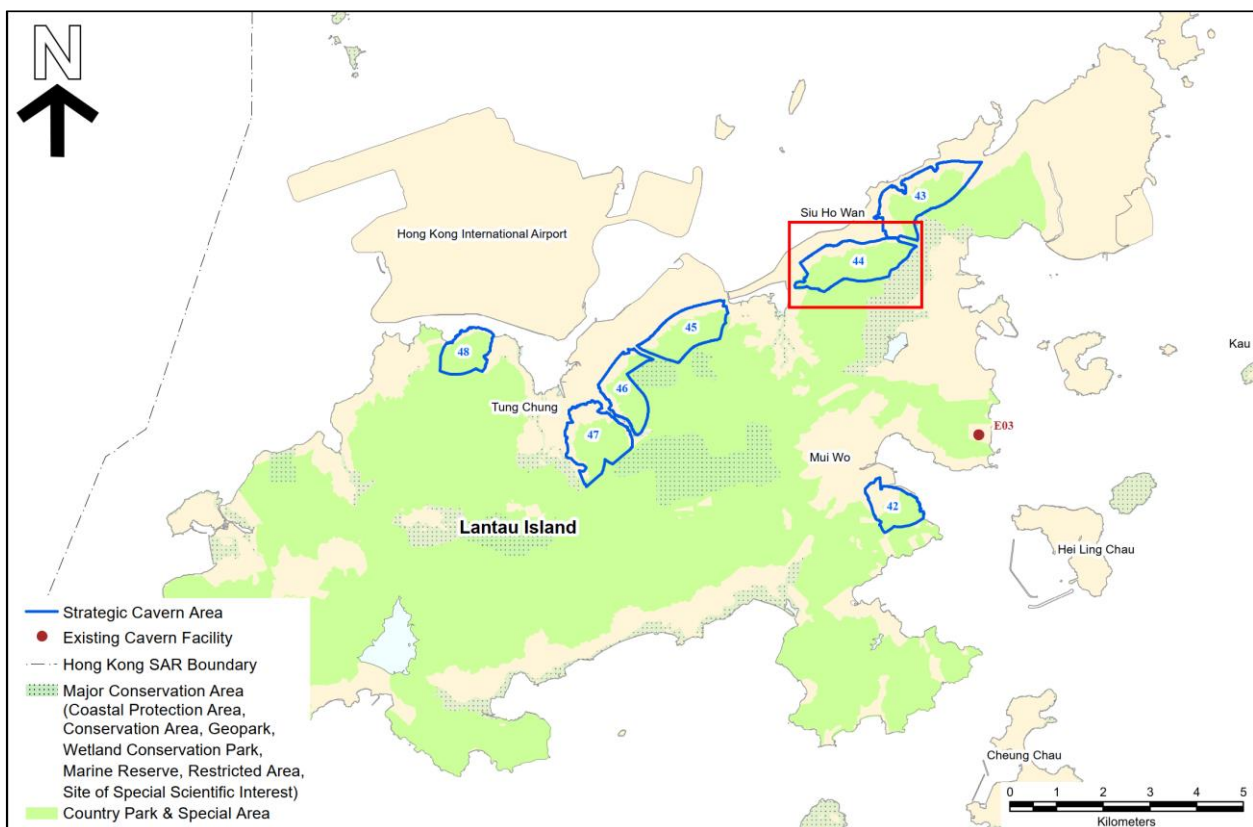 N
43
Siu Ho Wan
Hong Kong International Airport
44
45
48
Kau
46
Tung Chung
47
E03
Mui Wo
42
Lantau Island
Hei Ling Chau
Strategic Cavern Area
Existing Cavern Facility
Hong Kong SAR Boundary
Major Conservation Area
(Coastal Protection Area,
Conservation Area, Geopark,
Wetland Conservation Park,
Marine Reserve, Restricted Area,
Site of Special Scientific Interest)
Country Park & Special Area
Cheung Chau
0 1 2 3 4 5
Kilometers